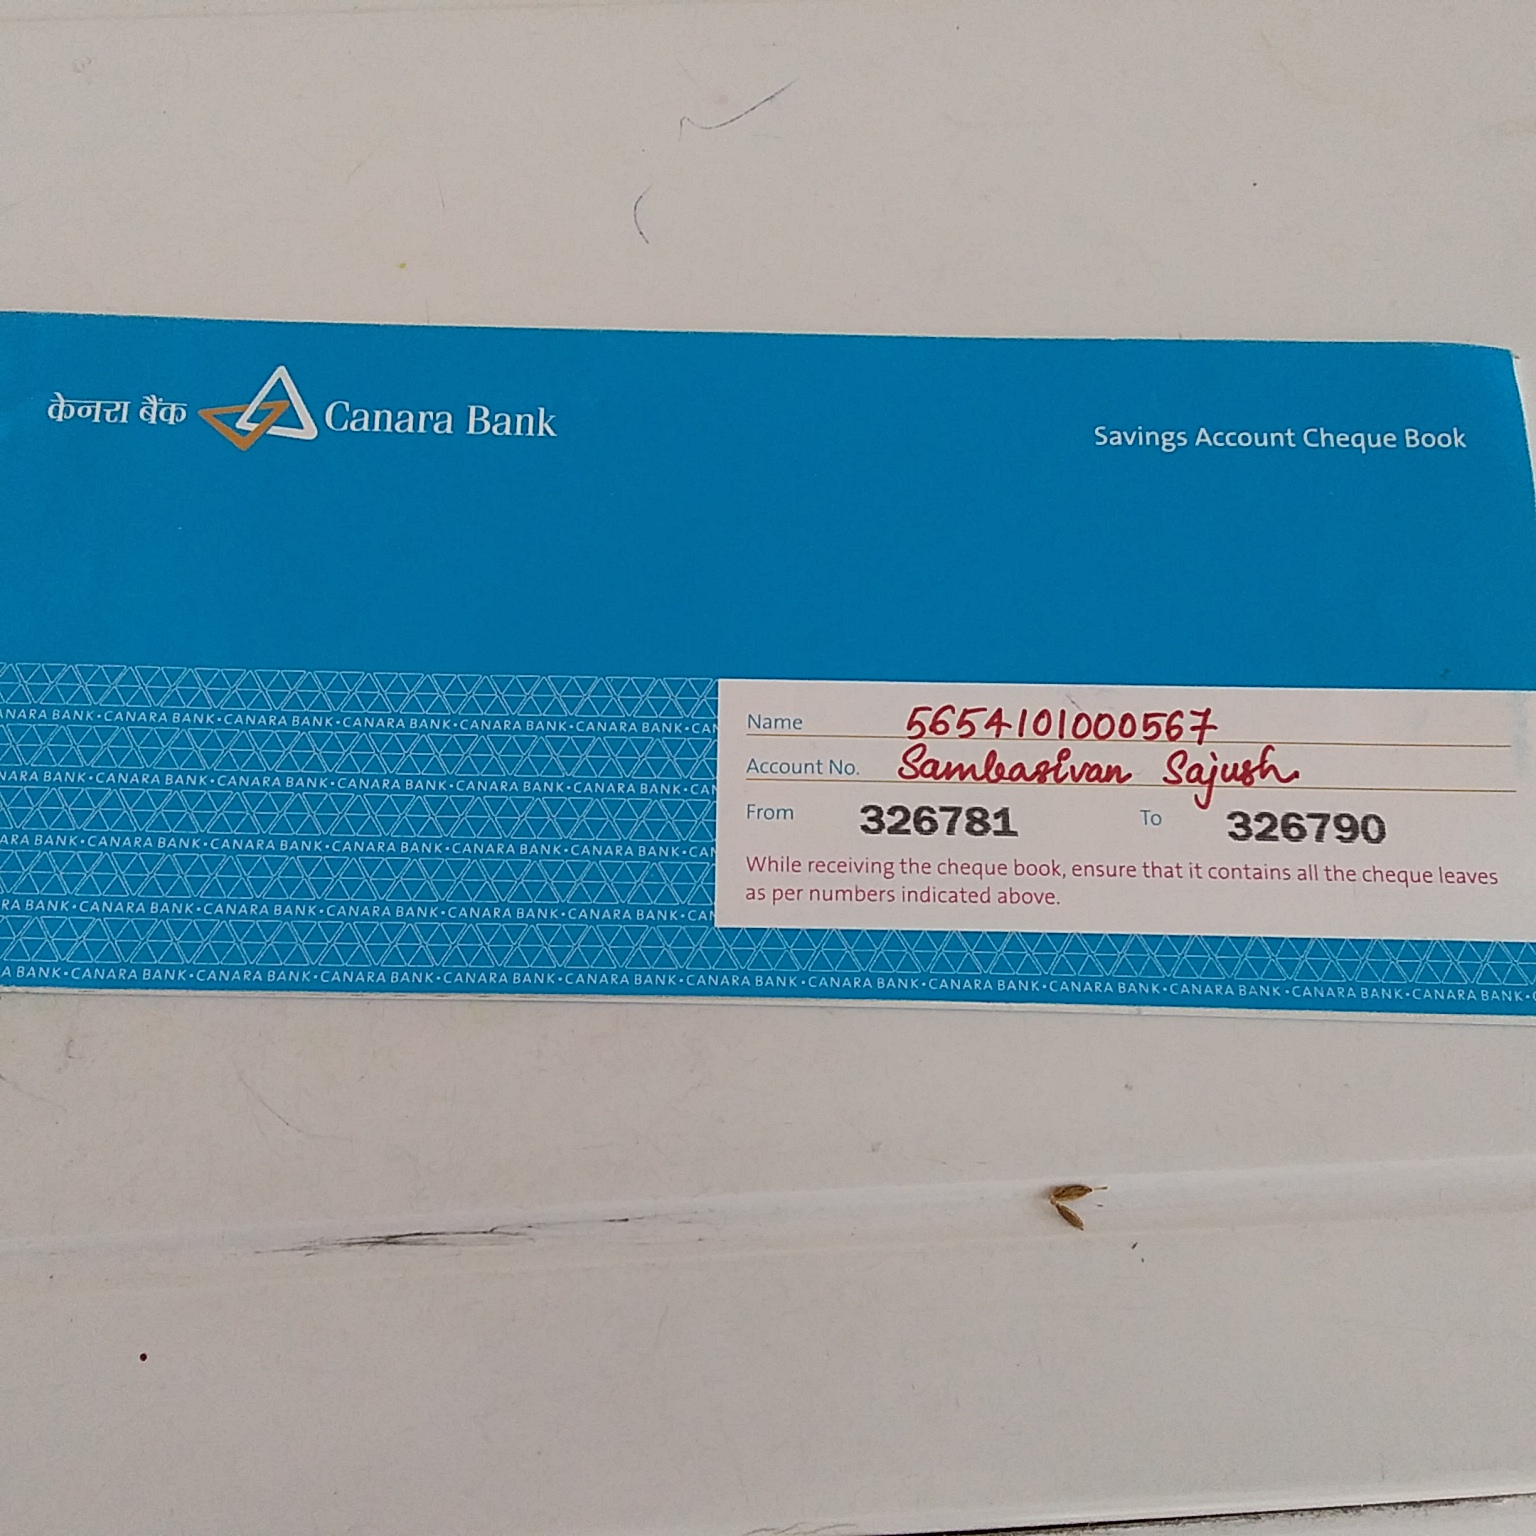 केनरा बैंक Canara Bank
Savings Account Cheque Book
NARA BANK•CANARA BANK•CANARA BANK•CANARA BANK•CANARA BANK•CANARA BANK•CAN
NARA BANK•CANARA BANK•CANARA BANK•CANARA BANK•CANARA BANK•CANARA BANK•CAN
ARA BANK•CANARA BANK•CANARA BANK•CANARA BANK•CANARA BANK•CANARA BANK•CAN
RA BANK•CANARA BANK•CANARA BANK•CANARA BANK•CANARA BANK•CANARA BANK•CAN
A BANK•CANARA BANK•CANARA BANK•CANARA BANK•CANARA BANK•CANARA BANK•CANARA BANK•CANARA BANK•CANARA BANK•CANARA BANK•CANARA BANK•CANARA BANK•CANARA BANK•
Name 5654101000567
Account No. Sambasivan Sajush
From 326781 To 326790
While receiving the cheque book, ensure that it contains all the cheque leaves
as per numbers indicated above.